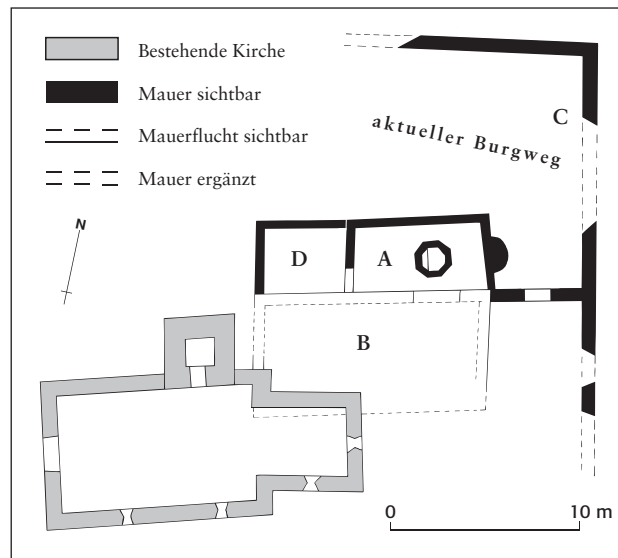 Bestehende Kirche
Mauer sichtbar
Mauerflucht sichtbar
Mauer ergänzt
N
aktueller Burgweg
C
D
A
B
0 10 m